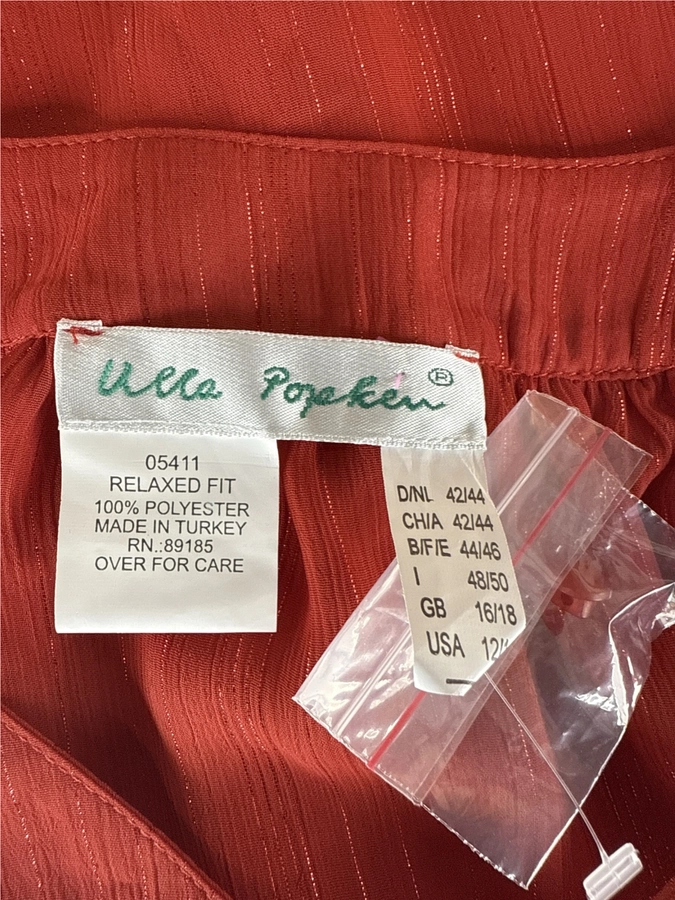 Ulla Popken®
05411
RELAXED FIT
100% POLYESTER
MADE IN TURKEY
RN.:89185
OVER FOR CARE
D/NL 42/44
CH/A 42/44
B/F/E 44/46
I 48/50
GB 16/18
USA